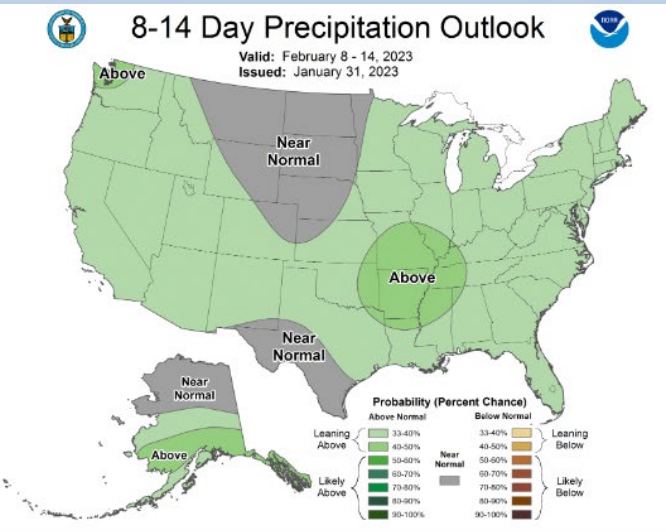 8-14 Day Precipitation Outlook
NOAA
Valid: February 8 - 14, 2023
Issued: January 31, 2023
Above
Near
Normal
Above
Near
Normal
Near
Normal
Above
Probability (Percent Chance)
Above Normal
Below Normal
Leaning
Above
33-40%
40-50%
Likely
Above
50-60%
60-70%
70-80%
80-90%
90-100%
Near
Normal
33-40%
40-50%
Leaning
Below
50-60%
60-70%
70-80%
80-90%
90-100%
Likely
Below